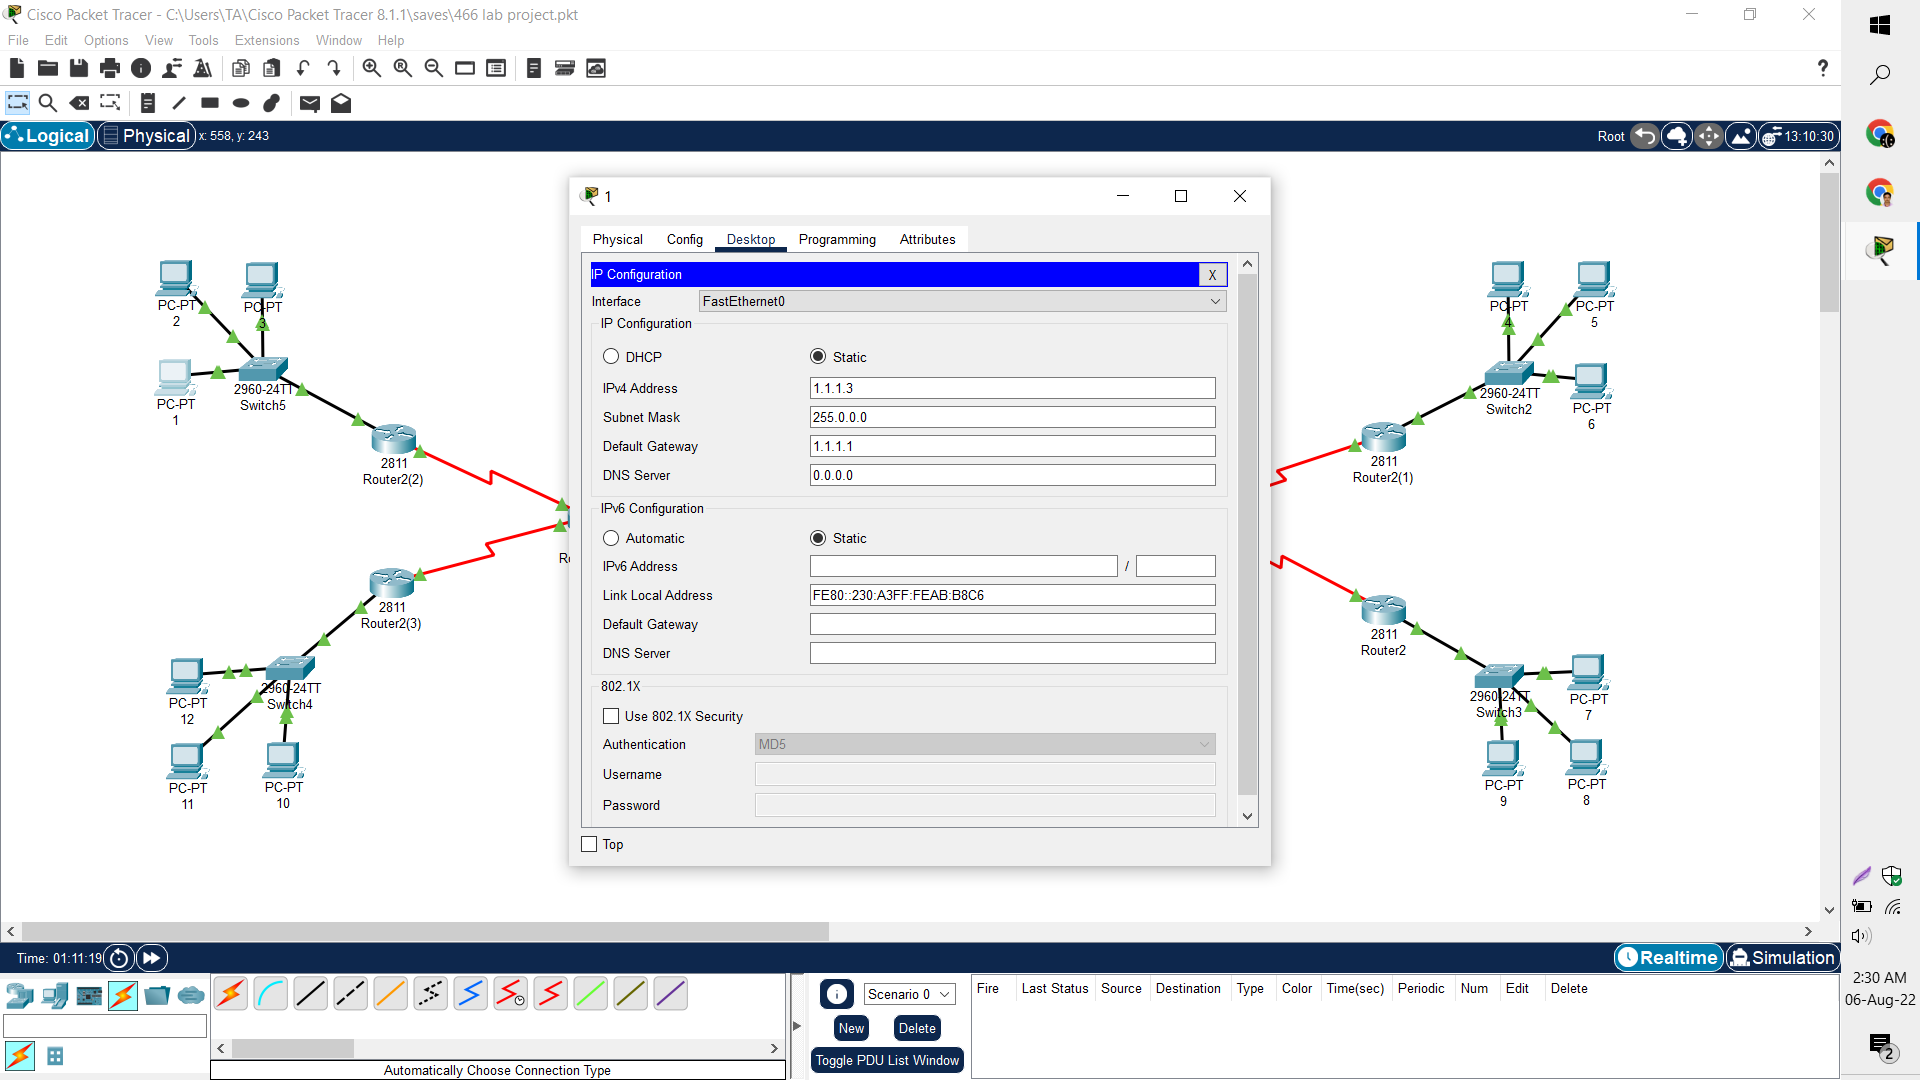 Cisco Packet Tracer - C:\Users\TA\Cisco Packet Tracer 8.1.1\saves\466 lab project.pkt
File Edit Options View Tools Extensions Window Help
?
Logical Physical x: 558, y: 243 Root 13:10:30
1
Physical Config Desktop Programming Attributes
IP Configuration X
Interface FastEthernet0
IP Configuration
DHCP Static
IPv4 Address 1.1.1.3
Subnet Mask 255.0.0.0
Default Gateway 1.1.1.1
DNS Server 0.0.0.0
IPv6 Configuration
Automatic Static
IPv6 Address /
Link Local Address FE80::230:A3FF:FEAB:B8C6
Default Gateway
DNS Server
802.1X
Use 802.1X Security
Authentication MD5
Username
Password
Top
PC-PT
2
PC-PT
3
PC-PT
1
2960-24TT
Switch5
2811
Router2(2)
2811
Router2(3)
2960-24TT
Switch4
PC-PT
12
PC-PT
11
PC-PT
10
PC-PT
4
PC-PT
5
2960-24TT
Switch2
PC-PT
6
2811
Router2(1)
2811
Router2
2960-24TT
Switch3
PC-PT
7
PC-PT
9
PC-PT
8
Time: 01:11:19 Realtime Simulation
Scenario 0
New Delete
Toggle PDU List Window
Fire Last Status Source Destination Type Color Time(sec) Periodic Num Edit Delete
Automatically Choose Connection Type
2:30 AM
06-Aug-22
2